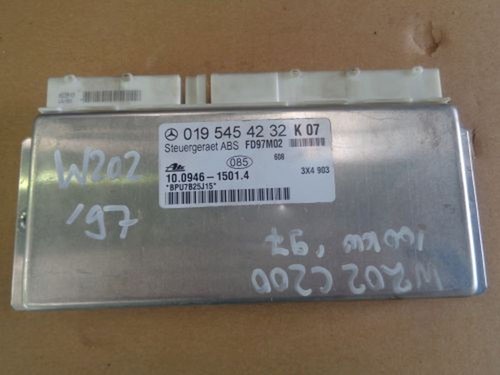 019 545 42 32 K 07
Steuergeraet ABS FD97M02
085 608
Ate
10.0946-1501.4 3X4 903
*BPU7B25J15*
W202
'97
W202 C200
'97